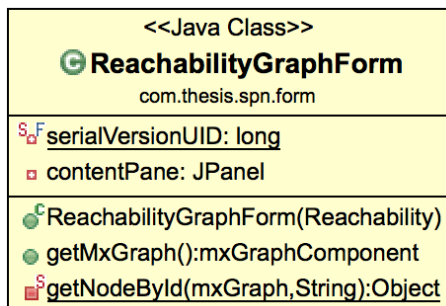 <<Java Class>>
C ReachabilityGraphForm
com.thesis.spn.form
S F serialVersionUID: long
contentPane: JPanel
C ReachabilityGraphForm(Reachability)
getMxGraph():mxGraphComponent
S getNodeById(mxGraph,String):Object